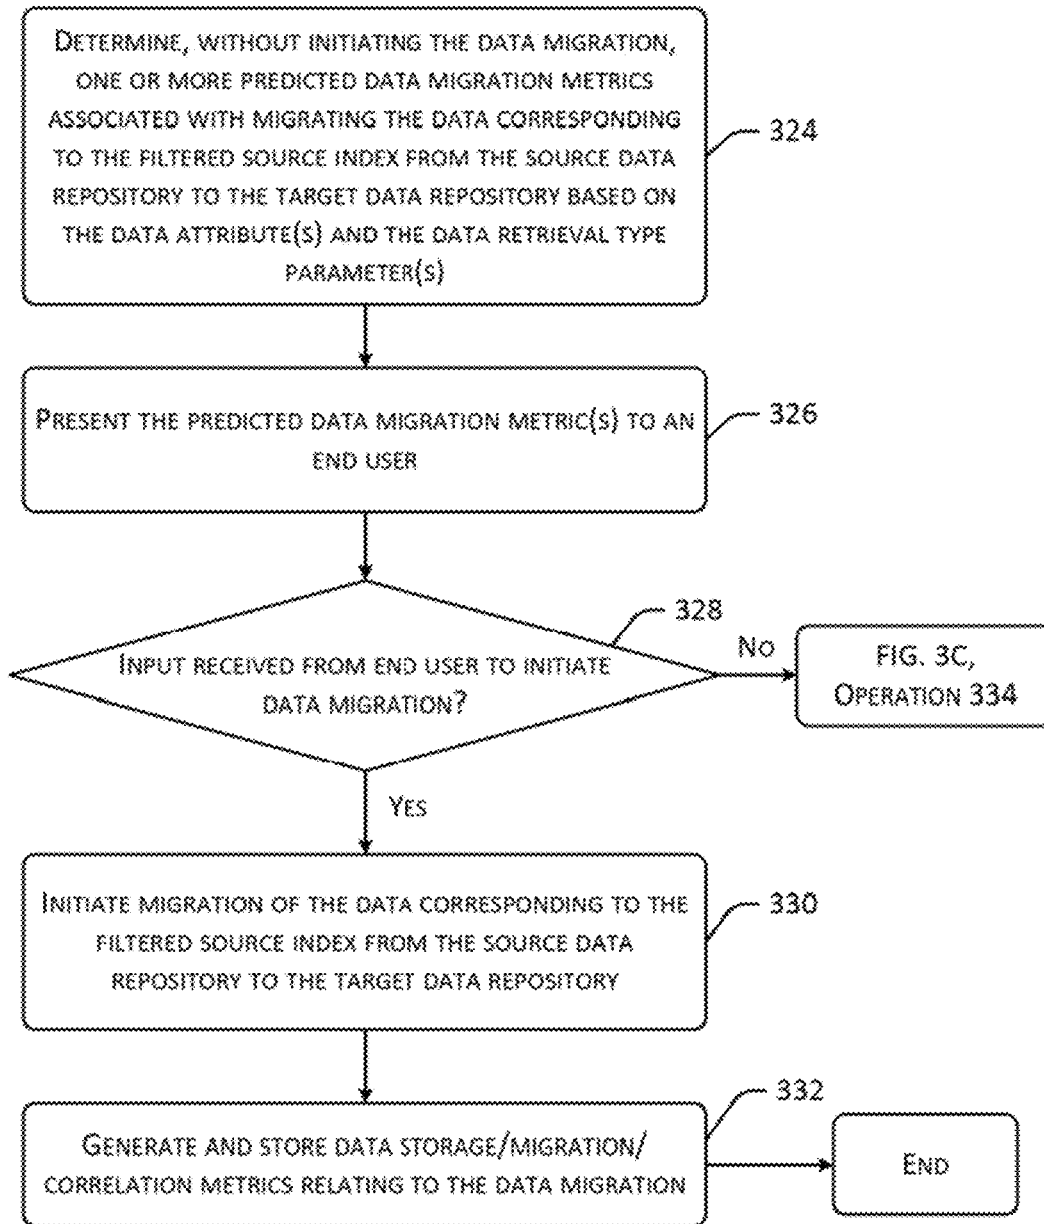 DETERMINE, WITHOUT INITIATING THE DATA MIGRATION,
ONE OR MORE PREDICTED DATA MIGRATION METRICS
ASSOCIATED WITH MIGRATING THE DATA CORRESPONDING
TO THE FILTERED SOURCE INDEX FROM THE SOURCE DATA
REPOSITORY TO THE TARGET DATA REPOSITORY BASED ON
THE DATA ATTRIBUTE(S) AND THE DATA RETRIEVAL TYPE
PARAMETER(S)
324
PRESENT THE PREDICTED DATA MIGRATION METRIC(S) TO AN
END USER
326
INPUT RECEIVED FROM END USER TO INITIATE
DATA MIGRATION?
328
NO
FIG. 3C,
OPERATION 334
YES
INITIATE MIGRATION OF THE DATA CORRESPONDING TO THE
FILTERED SOURCE INDEX FROM THE SOURCE DATA
REPOSITORY TO THE TARGET DATA REPOSITORY
330
GENERATE AND STORE DATA STORAGE/MIGRATION/
CORRELATION METRICS RELATING TO THE DATA MIGRATION
332
END